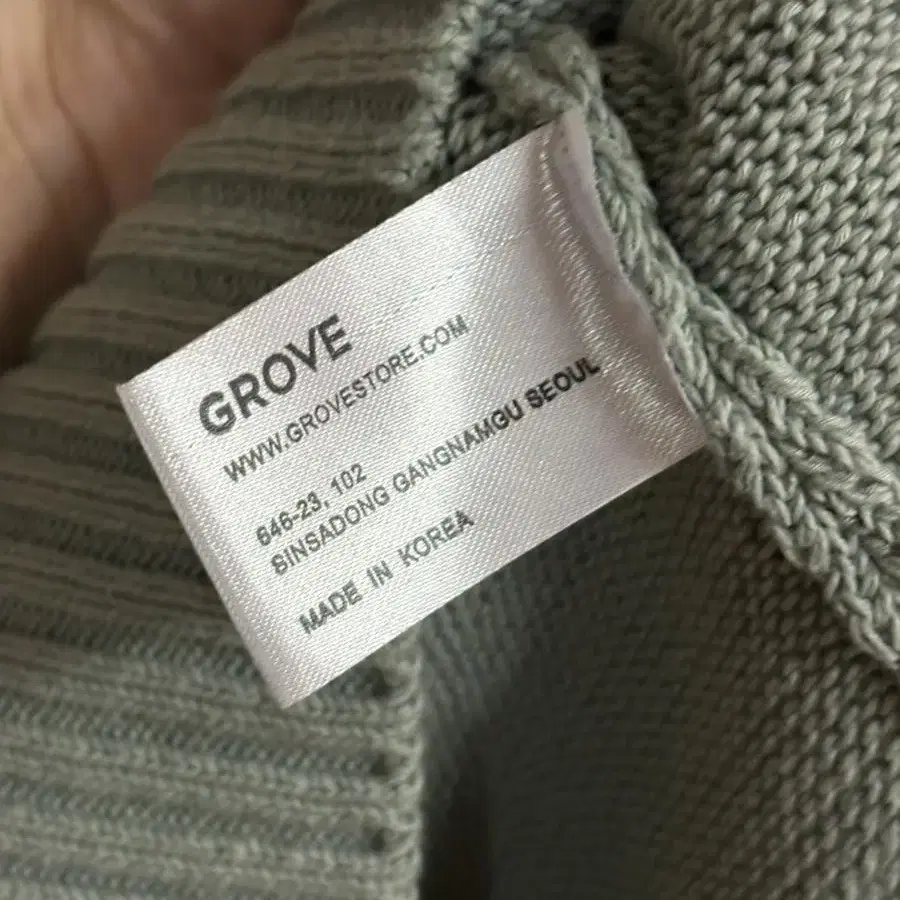 GROVE
WWW.GROVESTORE.COM
646-23, 102
SINSADONG GANGNAMGU SEOUL
MADE IN KOREA